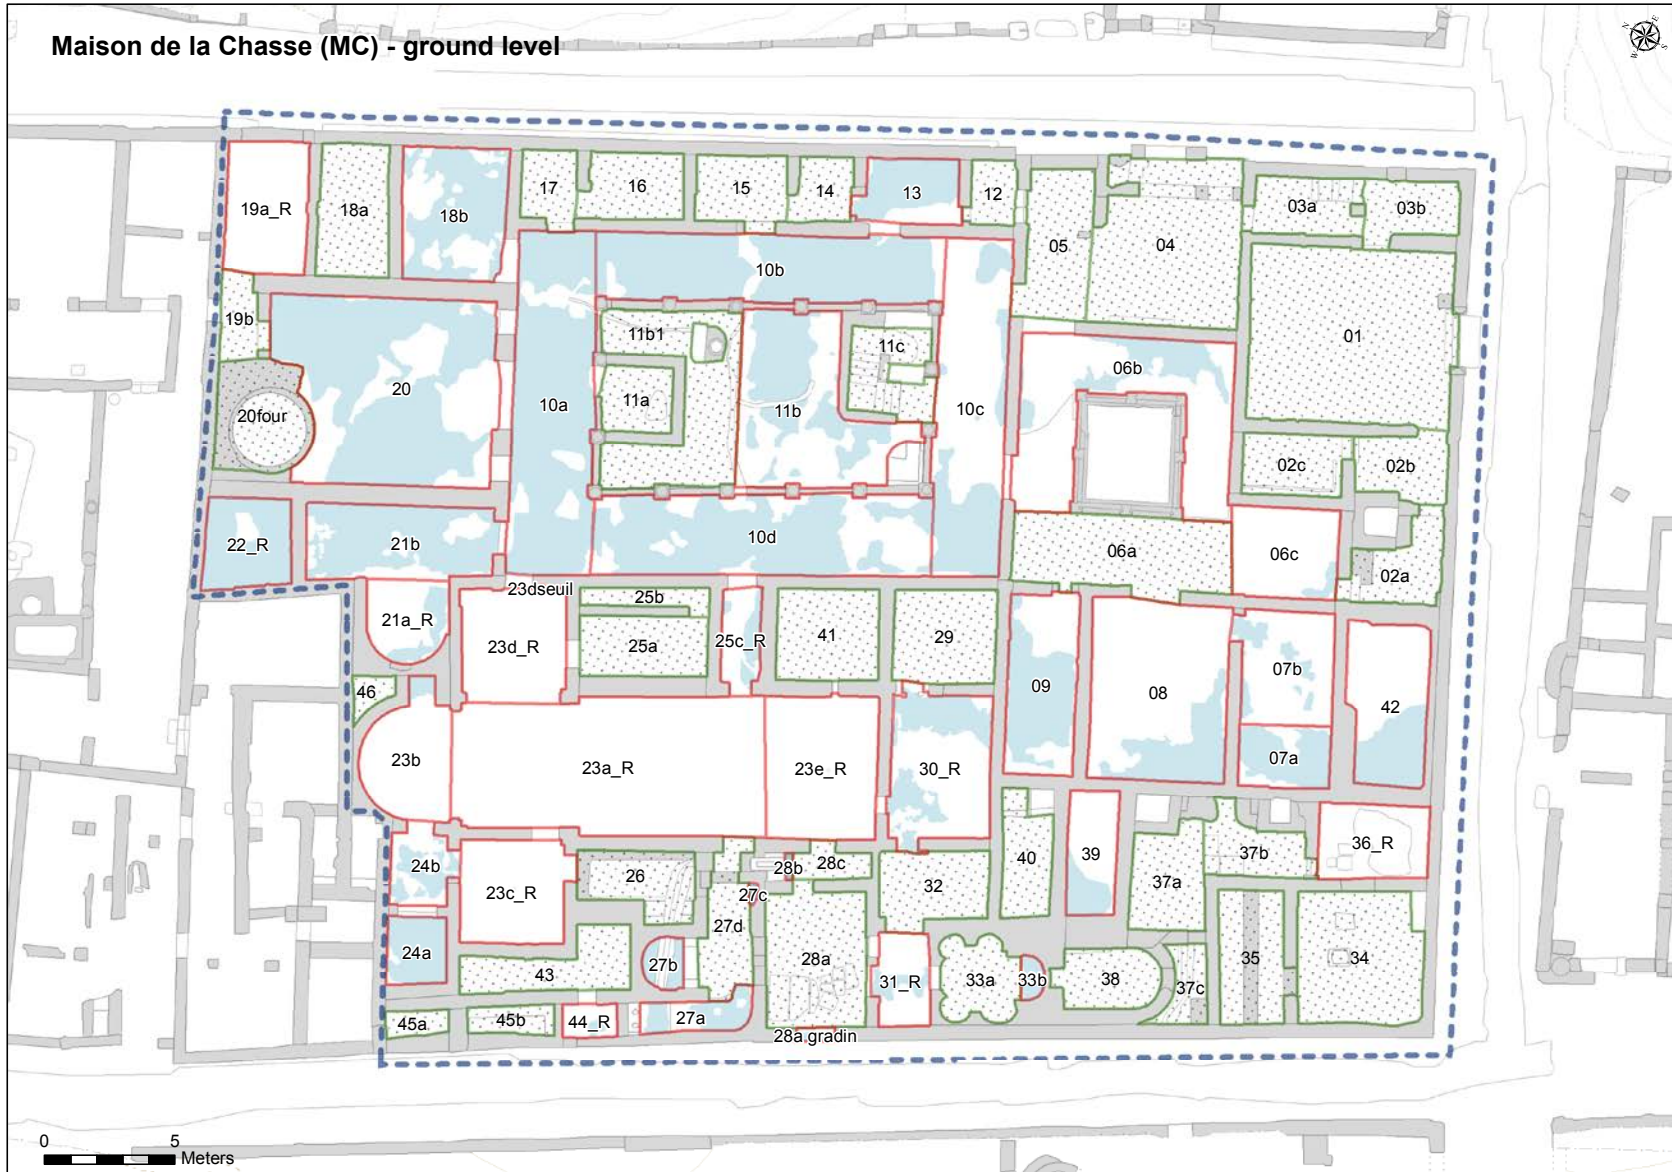 Maison de la Chasse (MC) - ground level
N
E
W
S
19a_R
18a
18b
17
16
15
14
13
12
05
04
03a
03b
10b
19b
11b1
11c
01
06b
20
10a
11a
11b
10c
20four
02c
02b
22_R
21b
10d
06a
06c
02a
23dseuil
25b
21a_R
23d_R
25a
25c_R
41
29
09
08
07b
42
46
23b
23a_R
23e_R
30_R
07a
24b
23c_R
26
28b
28c
27c
32
40
39
37a
37b
36_R
27d
24a
43
27b
28a
31_R
33a
33b
38
37c
35
34
45a
45b
44_R
27a
28a gradin
0
5
Meters